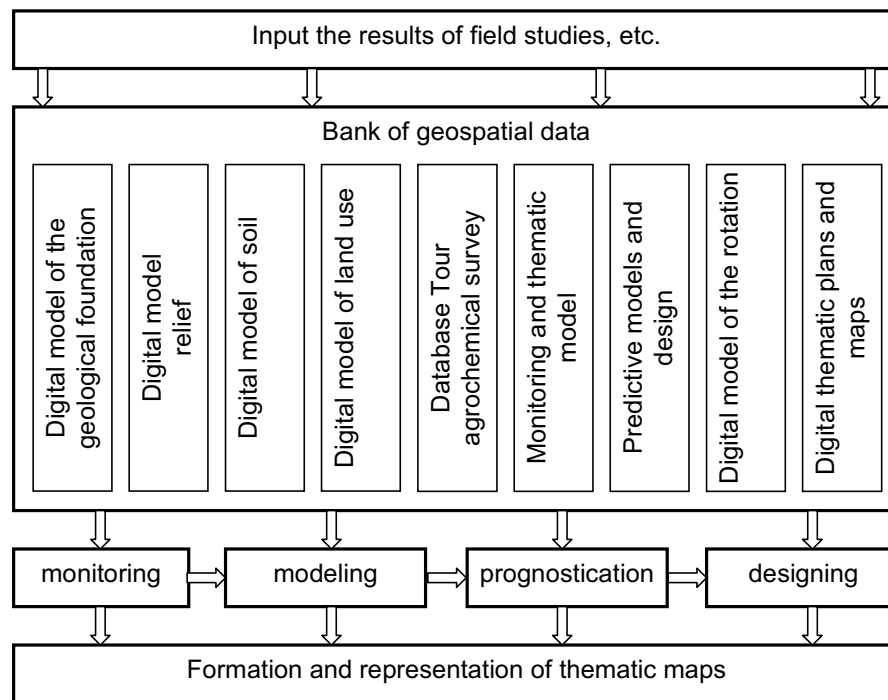 Input the results of field studies, etc.
Bank of geospatial data
Digital model of the
geological foundation
Digital model
relief
Digital model of soil
Digital model of land use
Database Tour
agrochemical survey
Monitoring and thematic
model
Predictive models and
design
Digital model of the rotation
Digital thematic plans and
maps
monitoring
modeling
prognostication
designing
Formation and representation of thematic maps